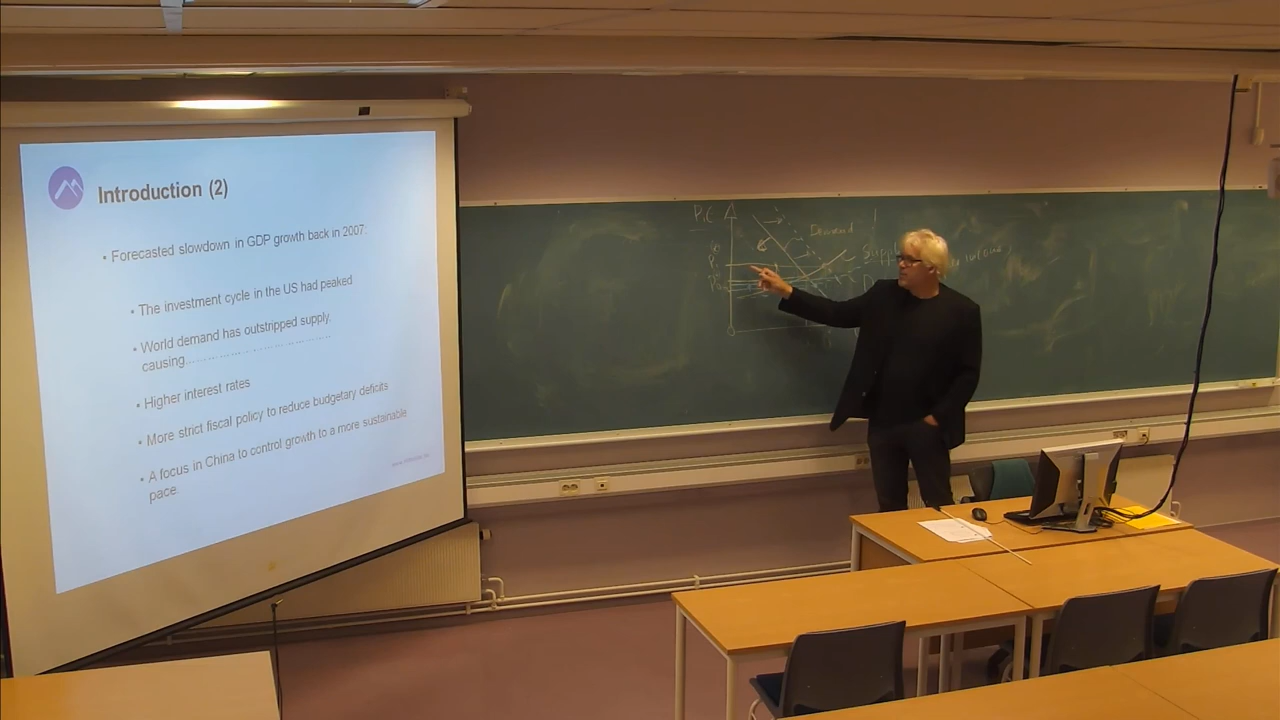 Introduction (2)
• Forecasted slowdown in GDP growth back in 2007:
• The investment cycle in the US had peaked
• World demand has outstripped supply.
causing…………………………
• Higher interest rates
• More strict fiscal policy to reduce budgetary deficits
• A focus in China to control growth to a more sustainable
pace.
P,C
Demand